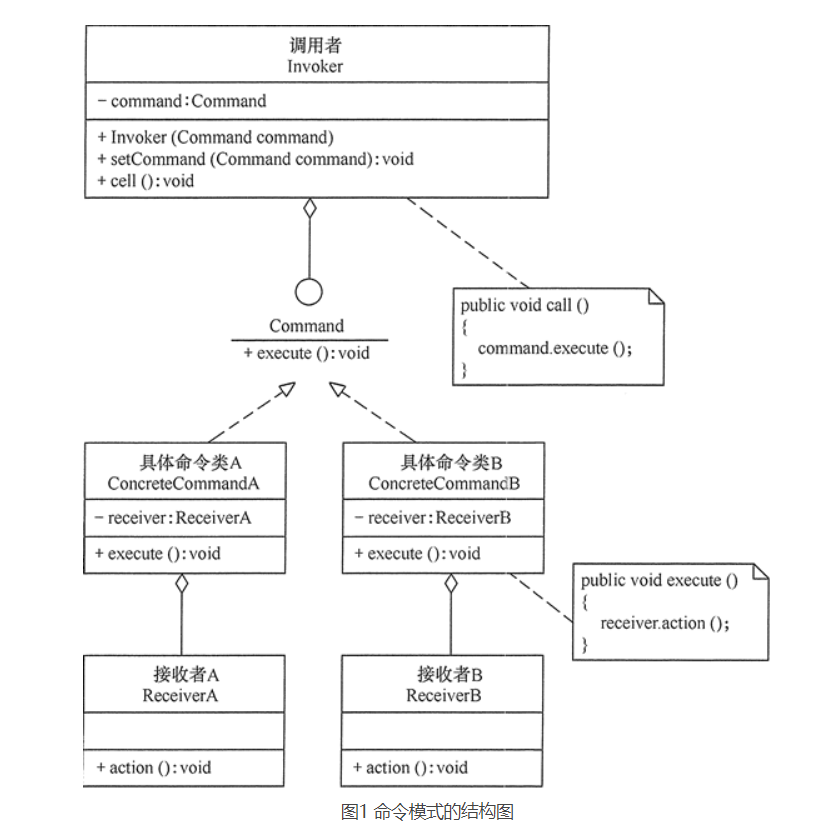 调用者
Invoker
- command:Command
+ Invoker (Command command)
+ setCommand (Command command):void
+ cell ():void
public void call ()
{
command.execute ();
}
Command
+ execute ():void
具体命令类A
ConcreteCommandA
- receiver:ReceiverA
+ execute ():void
具体命令类B
ConcreteCommandB
- receiver:ReceiverB
+ execute ():void
public void execute ()
{
receiver.action ();
}
接收者A
ReceiverA
+ action ():void
接收者B
ReceiverB
+ action ():void
图1 命令模式的结构图